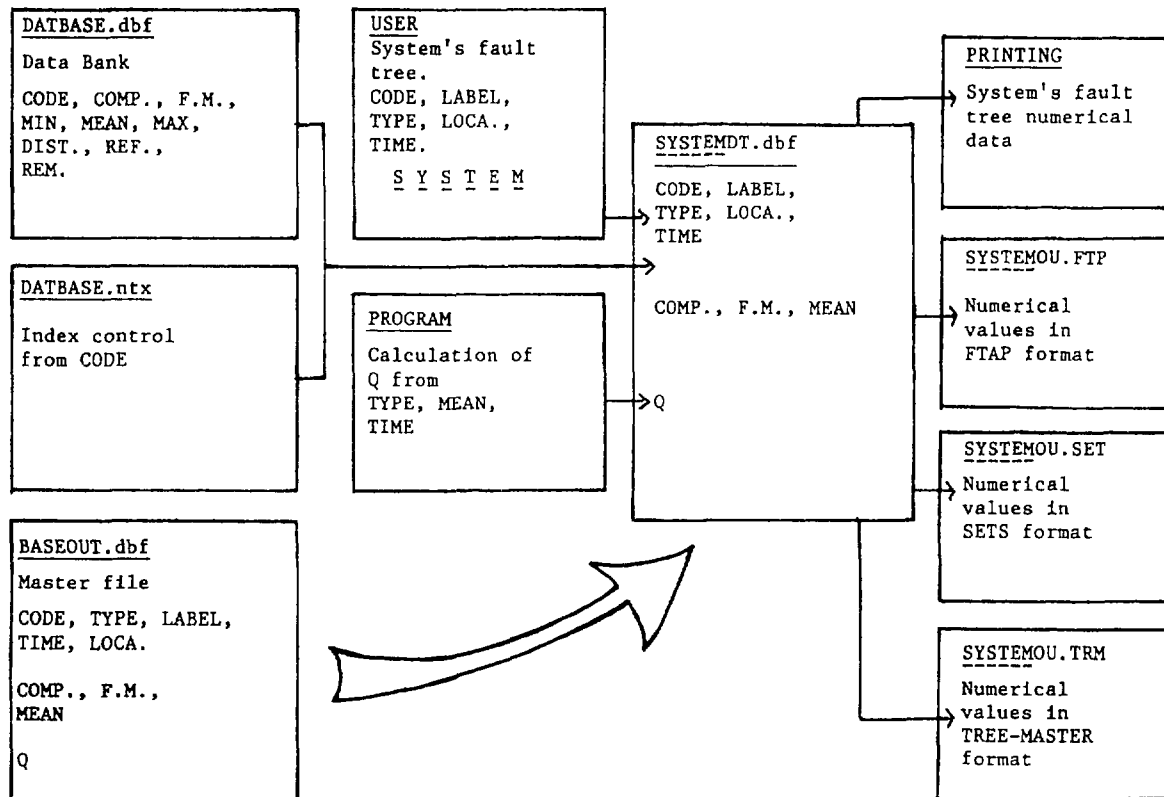 DATBASE.dbf
Data Bank
CODE, COMP., F.M.,
MIN, MEAN, MAX,
DIST., REF.,
REM.
DATBASE.ntx
Index control
from CODE
BASEOUT.dbf
Master file
CODE, TYPE, LABEL,
TIME, LOCA.
COMP., F.M.,
MEAN
Q
USER
System's fault
tree.
CODE, LABEL,
TYPE, LOCA.,
TIME.
S Y S T E M
PROGRAM
Calculation of
Q from
TYPE, MEAN,
TIME
SYSTEMDT.dbf
CODE, LABEL,
TYPE, LOCA.,
TIME
COMP., F.M., MEAN
Q
PRINTING
System's fault
tree numerical
data
SYSTEMOU.FTP
Numerical
values in
FTAP format
SYSTEMOU.SET
Numerical
values in
SETS format
SYSTEMOU.TRM
Numerical
values in
TREE-MASTER
format